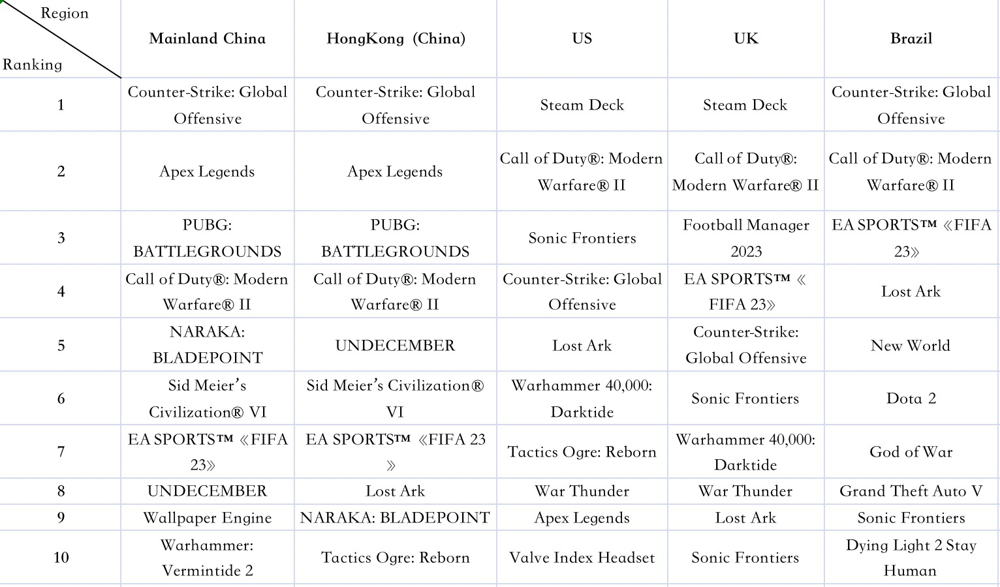 Region
Ranking
Mainland China
HongKong (China)
US
UK
Brazil
1
Counter-Strike: Global
Offensive
Counter-Strike: Global
Offensive
Steam Deck
Steam Deck
Counter-Strike: Global
Offensive
2
Apex Legends
Apex Legends
Call of Duty®: Modern
Warfare® II
Call of Duty®:
Modern Warfare® II
Call of Duty®: Modern
Warfare® II
3
PUBG:
BATTLEGROUNDS
PUBG:
BATTLEGROUNDS
Sonic Frontiers
Football Manager
2023
EA SPORTS™ 《FIFA
23》
4
Call of Duty®: Modern
Warfare® II
Call of Duty®: Modern
Warfare® II
Counter-Strike: Global
Offensive
EA SPORTS™ 《
FIFA 23》
Lost Ark
5
NARAKA:
BLADEPOINT
UNDECEMBER
Lost Ark
Counter-Strike:
Global Offensive
New World
6
Sid Meier’s
Civilization® VI
Sid Meier’s Civilization®
VI
Warhammer 40,000:
Darktide
Sonic Frontiers
Dota 2
7
EA SPORTS™ 《FIFA
23》
EA SPORTS™ 《FIFA 23
》
Tactics Ogre: Reborn
Warhammer 40,000:
Darktide
God of War
8
UNDECEMBER
Lost Ark
War Thunder
War Thunder
Grand Theft Auto V
9
Wallpaper Engine
NARAKA: BLADEPOINT
Apex Legends
Lost Ark
Sonic Frontiers
10
Warhammer:
Vermintide 2
Tactics Ogre: Reborn
Valve Index Headset
Sonic Frontiers
Dying Light 2 Stay
Human